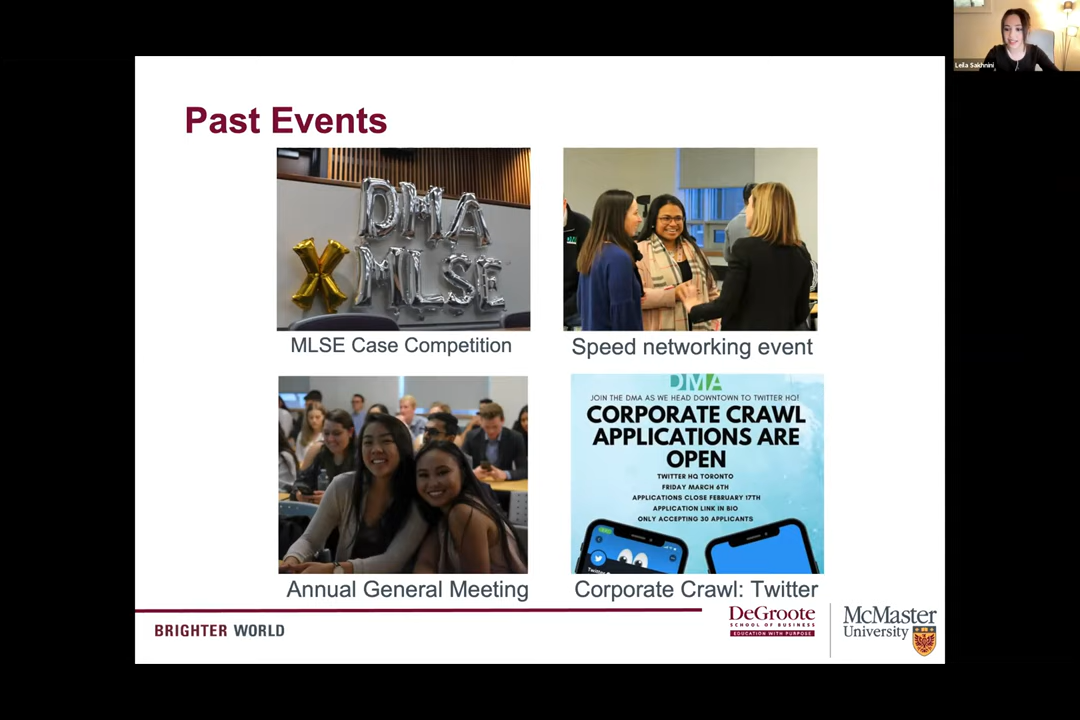 Leila Sakhnini
Past Events
DMA
X MLSE
MLSE Case Competition
Speed networking event
DMA
JOIN THE DMA AS WE HEAD DOWNTOWN TO TWITTER HQ!
CORPORATE CRAWL
APPLICATIONS ARE
OPEN
TWITTER HQ TORONTO
FRIDAY MARCH 6TH
APPLICATIONS CLOSE FEBRUARY 17TH
APPLICATION LINK IN BIO
ONLY ACCEPTING 30 APPLICANTS
Annual General Meeting
Corporate Crawl: Twitter
BRIGHTER WORLD
DeGroote
SCHOOL OF BUSINESS
EDUCATION WITH PURPOSE
McMaster
University